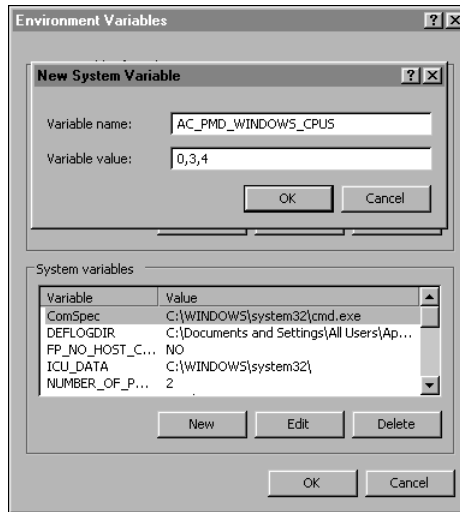 Environment Variables
New System Variable
Variable name: AC_PMD_WINDOWS_CPUS
Variable value: 0,3,4
OK Cancel
System variables
Variable Value
ComSpec C:\WINDOWS\system32\cmd.exe
DEFLOGDIR C:\Documents and Settings\All Users\Ap...
FP_NO_HOST_C... NO
ICU_DATA C:\WINDOWS\system32\
NUMBER_OF_P... 2
New Edit Delete
OK Cancel